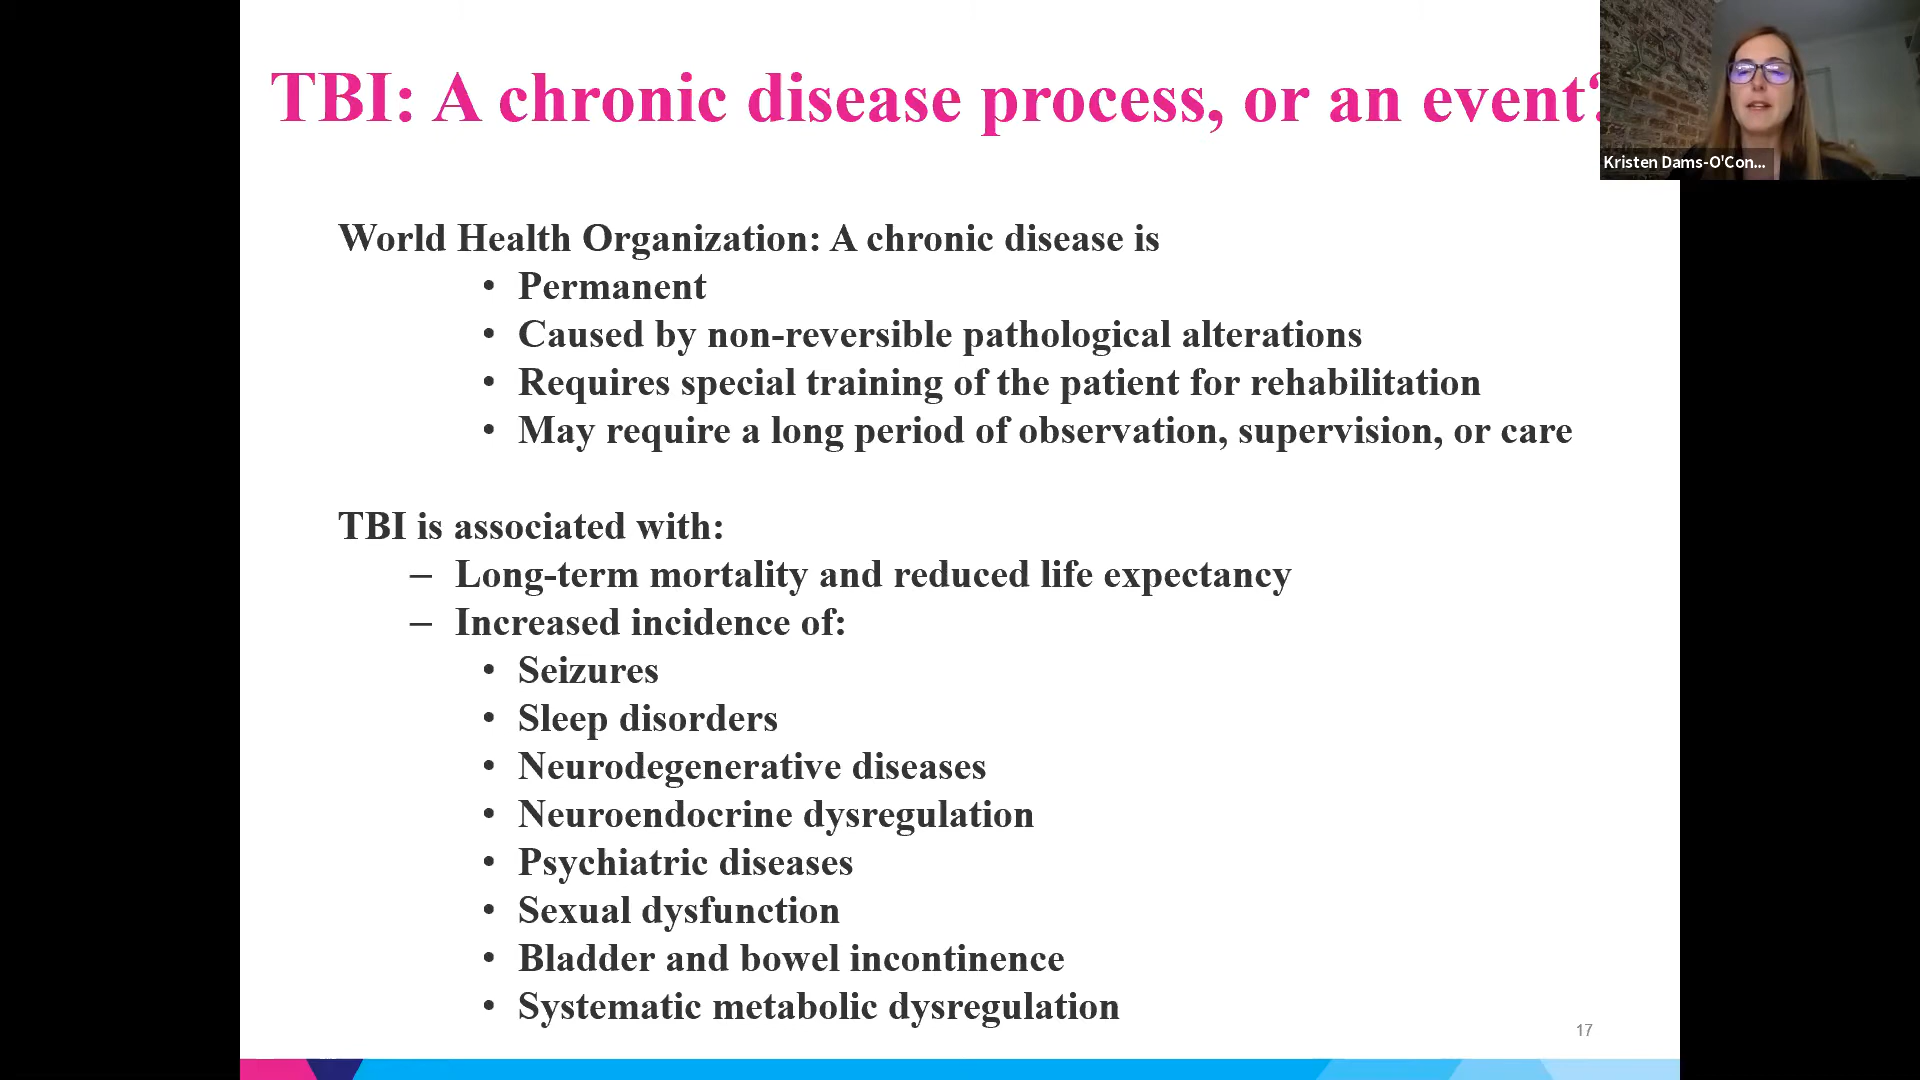 TBI: A chronic disease process, or an event?
Kristen Dams-O'Con...
World Health Organization: A chronic disease is
• Permanent
• Caused by non-reversible pathological alterations
• Requires special training of the patient for rehabilitation
• May require a long period of observation, supervision, or care
TBI is associated with:
– Long-term mortality and reduced life expectancy
– Increased incidence of:
• Seizures
• Sleep disorders
• Neurodegenerative diseases
• Neuroendocrine dysregulation
• Psychiatric diseases
• Sexual dysfunction
• Bladder and bowel incontinence
• Systematic metabolic dysregulation
17